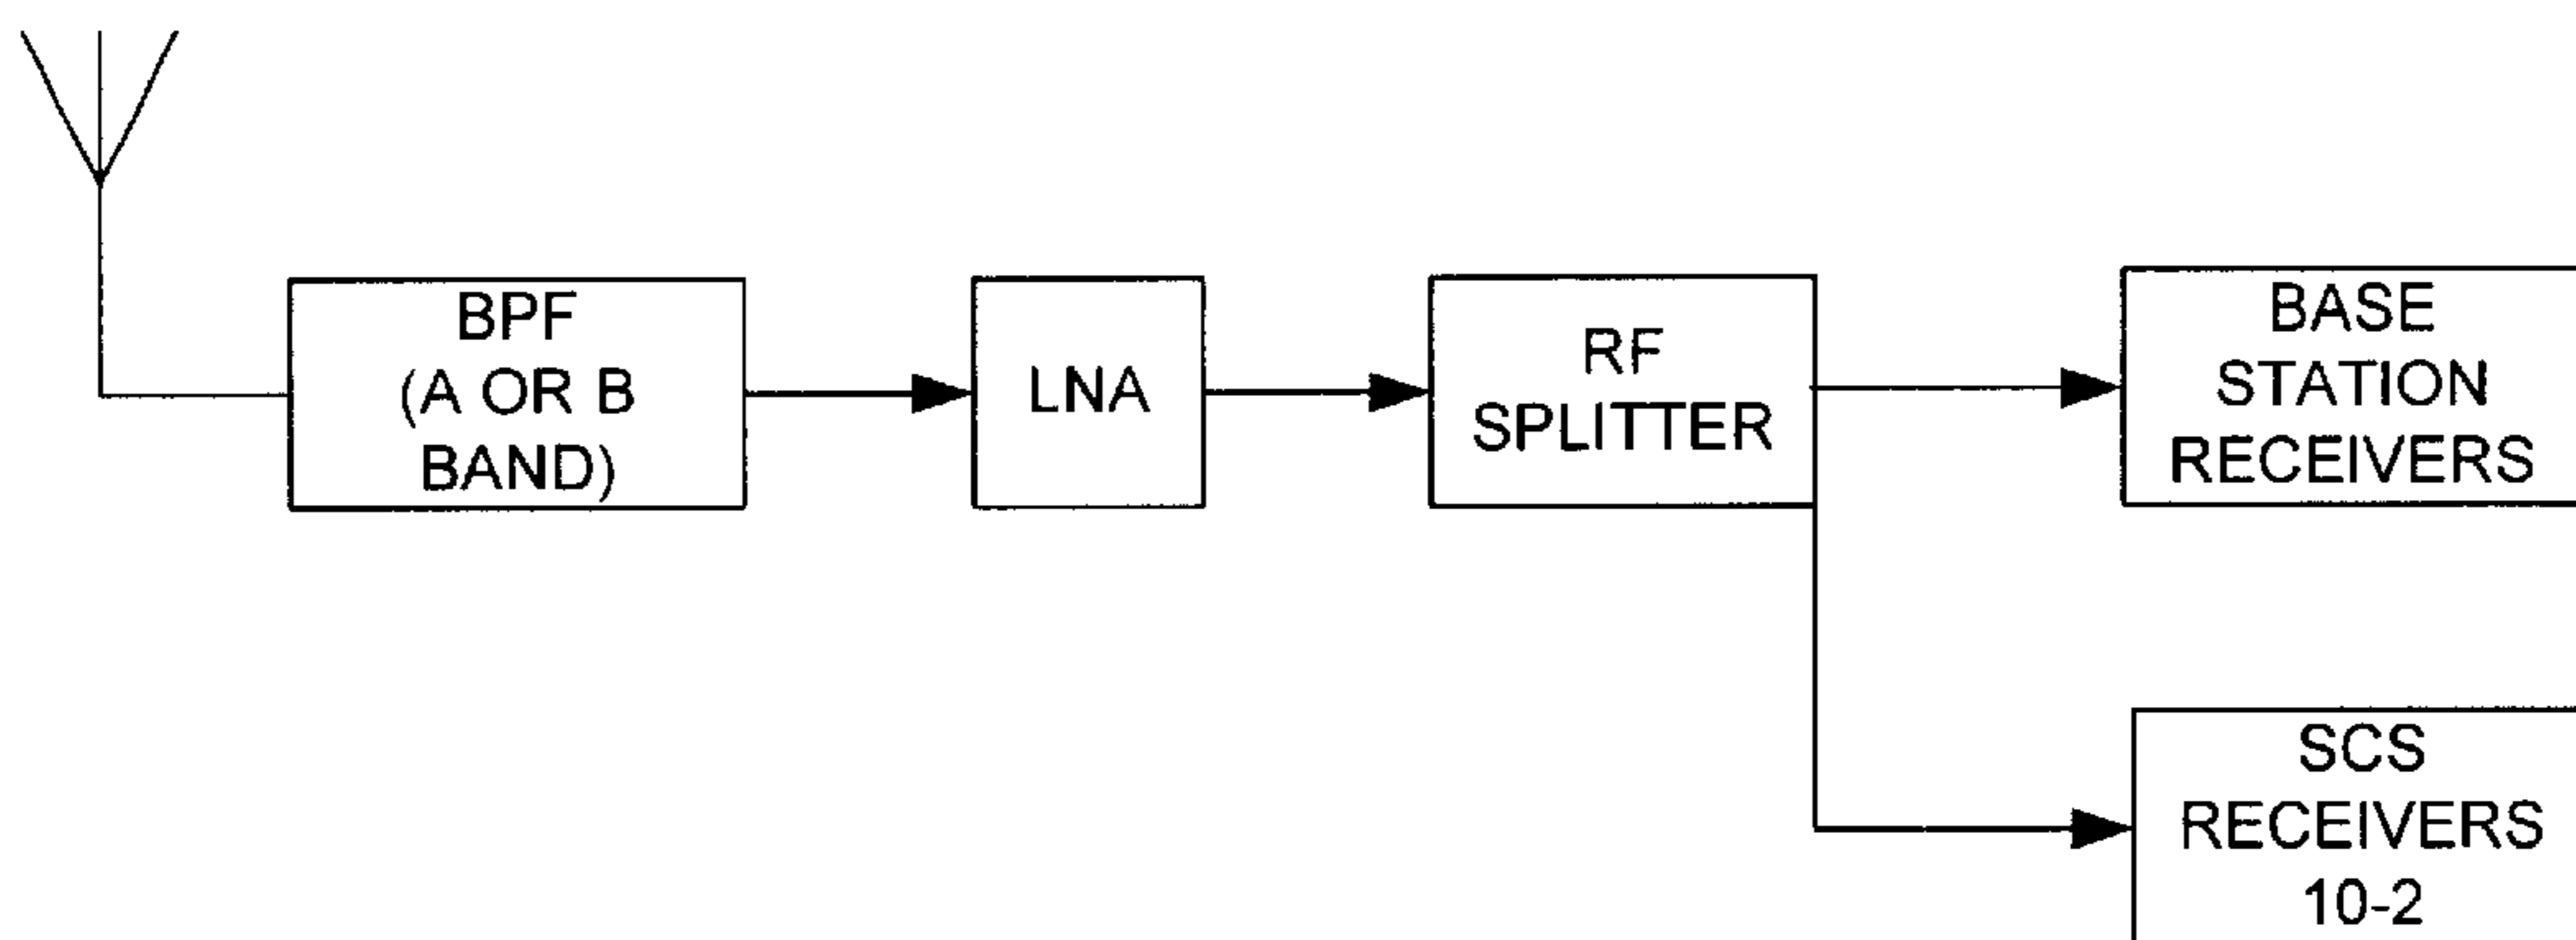 BPF
(A OR B
BAND)
LNA
RF
SPLITTER
BASE
STATION
RECEIVERS
SCS
RECEIVERS
10-2